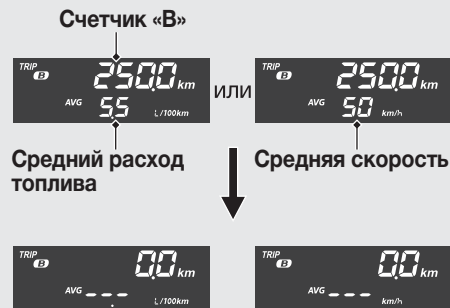 Счетчик «В»
TRIP B 250.0 km
AVG 5.5 L/100km
или
TRIP B 250.0 km
AVG 50 km/h
Средний расход топлива
Средняя скорость
TRIP B 0.0 km
AVG ---.- L/100km
TRIP B 0.0 km
AVG --- km/h